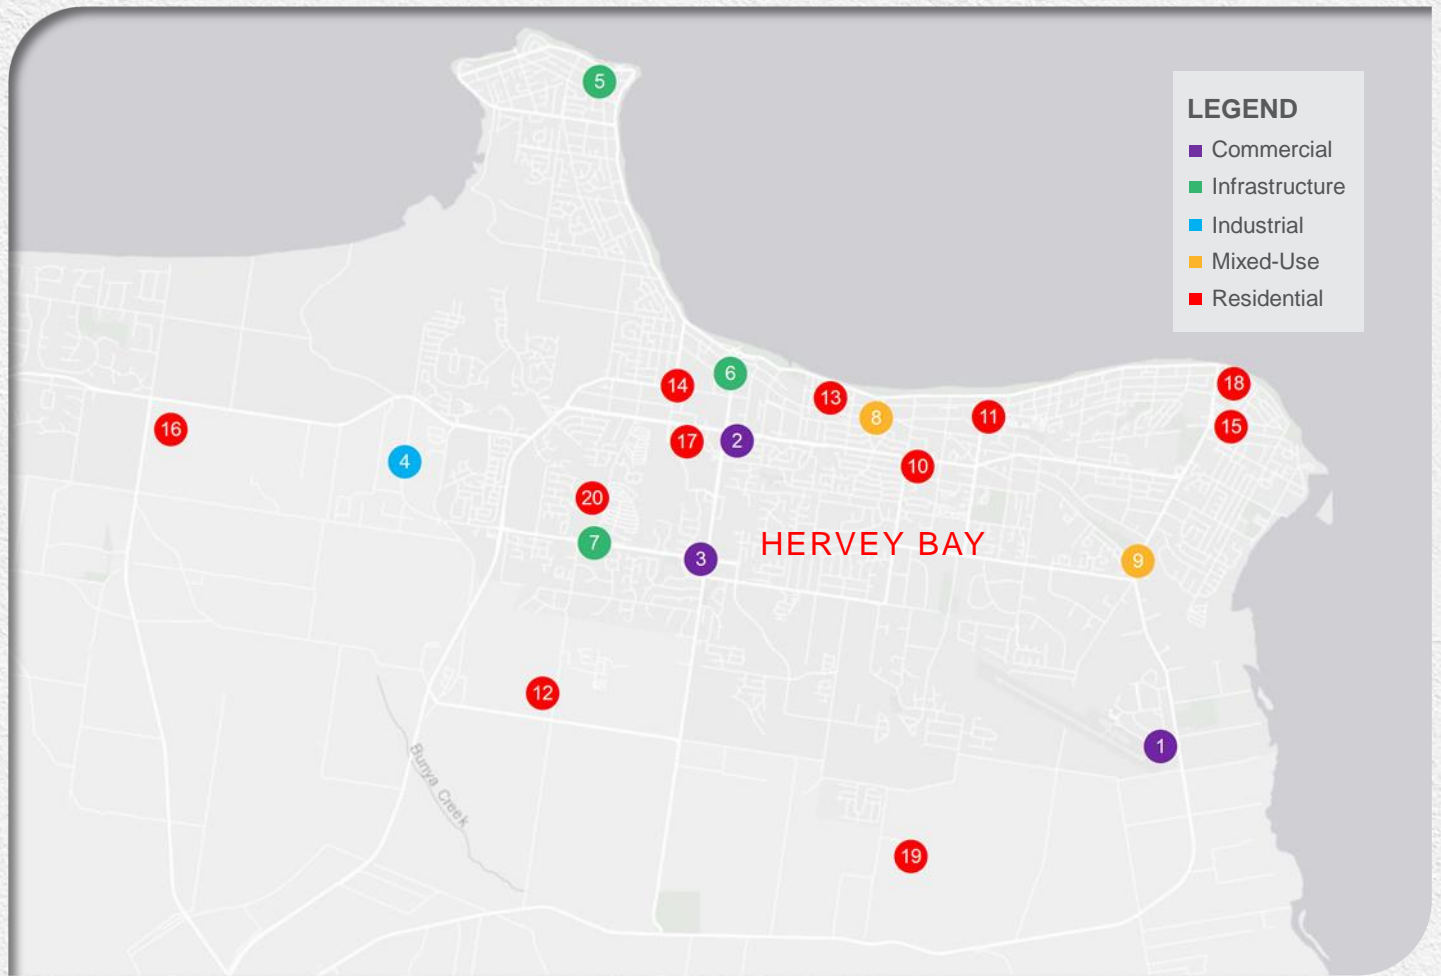 5
LEGEND
Commercial
Infrastructure
Industrial
Mixed-Use
Residential
6
14
18
13
8
11
15
16
17
2
4
10
20
7
3
HERVEY BAY
9
12
1
Bunya Creek
19